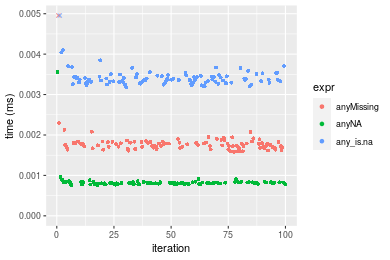 time (ms)
0.005
0.004
0.003
0.002
0.001
0.000
0 25 50 75 100
iteration
expr
anyMissing
anyNA
any_is.na